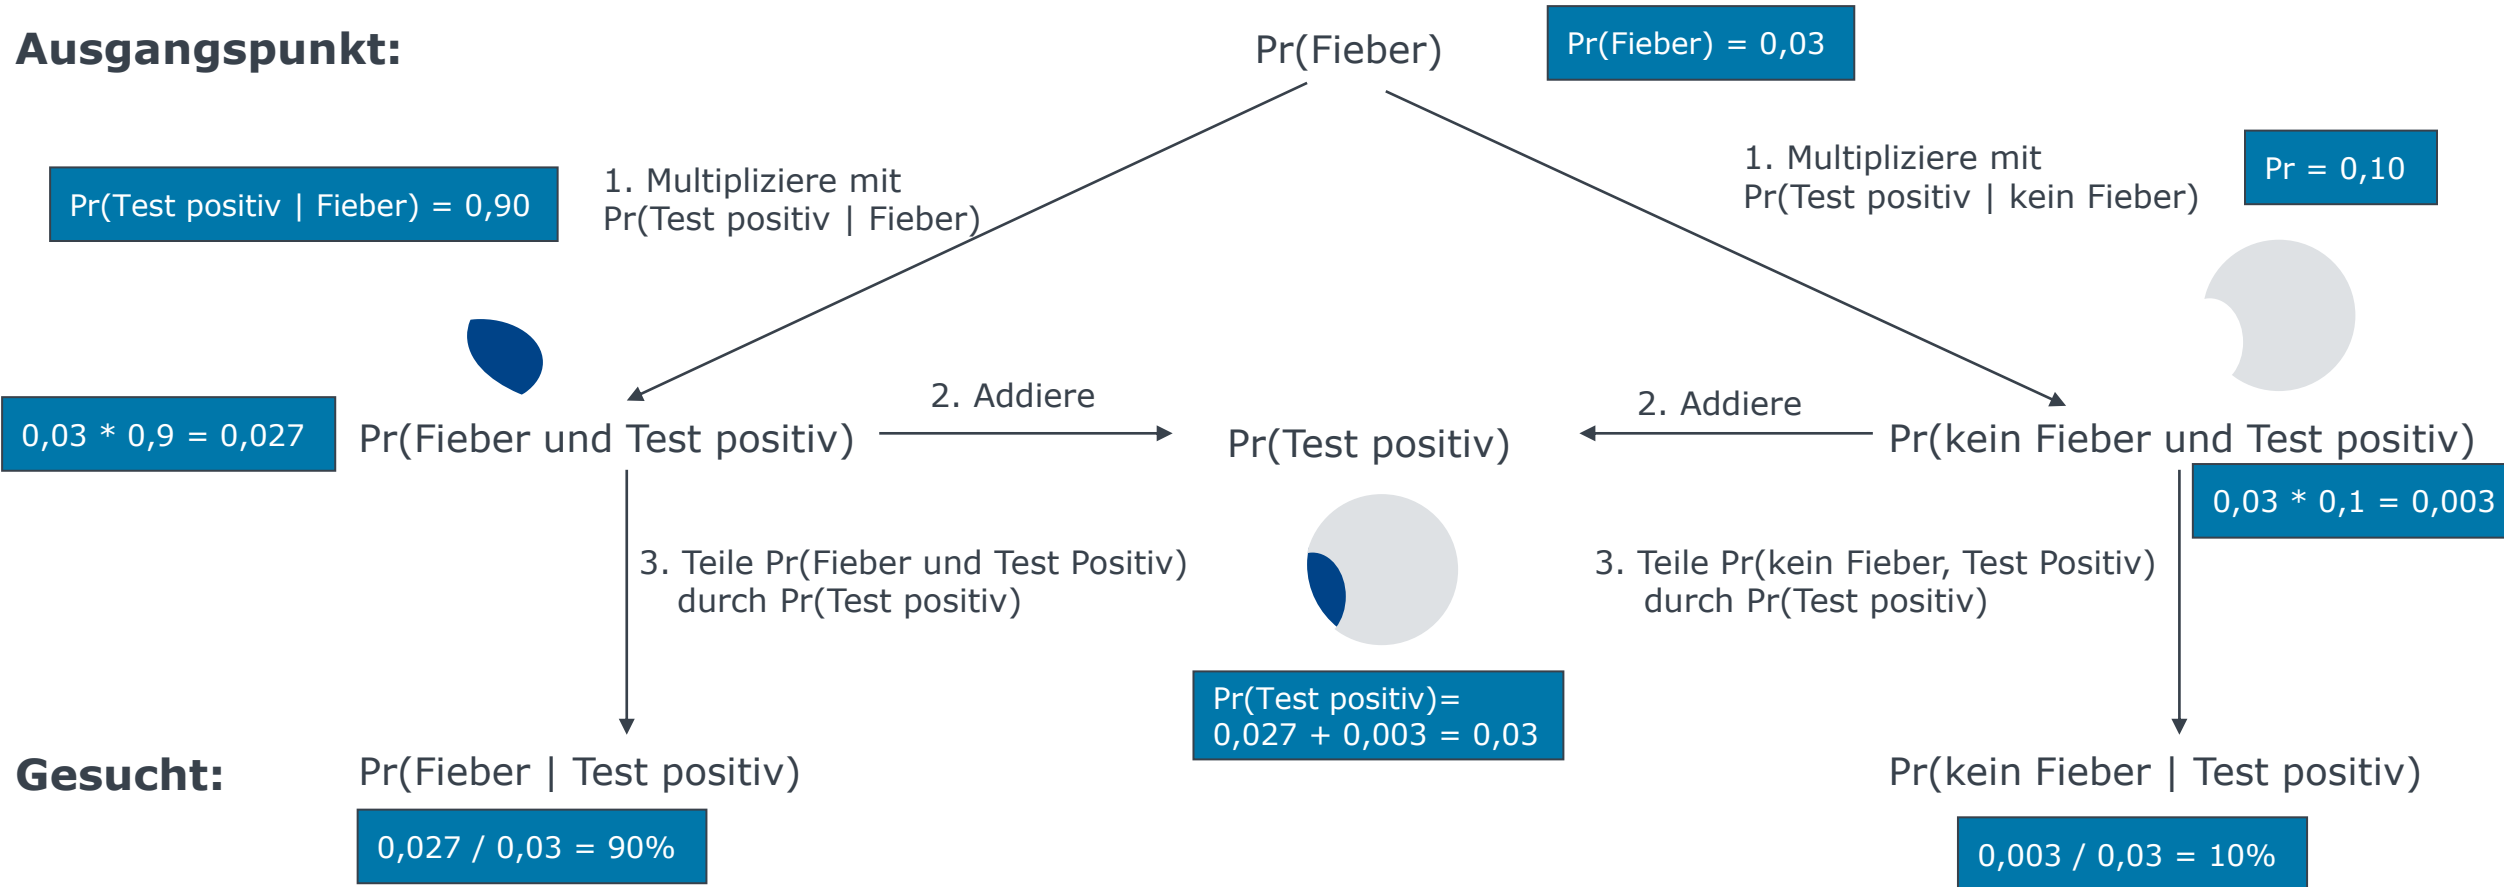 Ausgangspunkt:
Pr(Fieber)
Pr(Fieber) = 0,03
Pr(Test positiv | Fieber) = 0,90
1. Multipliziere mit
Pr(Test positiv | Fieber)
1. Multipliziere mit
Pr(Test positiv | kein Fieber)
Pr = 0,10
0,03 * 0,9 = 0,027
Pr(Fieber und Test positiv)
2. Addiere
Pr(Test positiv)
2. Addiere
Pr(kein Fieber und Test positiv)
0,03 * 0,1 = 0,003
3. Teile Pr(Fieber und Test Positiv)
durch Pr(Test positiv)
3. Teile Pr(kein Fieber, Test Positiv)
durch Pr(Test positiv)
Pr(Test positiv)=
0,027 + 0,003 = 0,03
Gesucht:
Pr(Fieber | Test positiv)
Pr(kein Fieber | Test positiv)
0,027 / 0,03 = 90%
0,003 / 0,03 = 10%